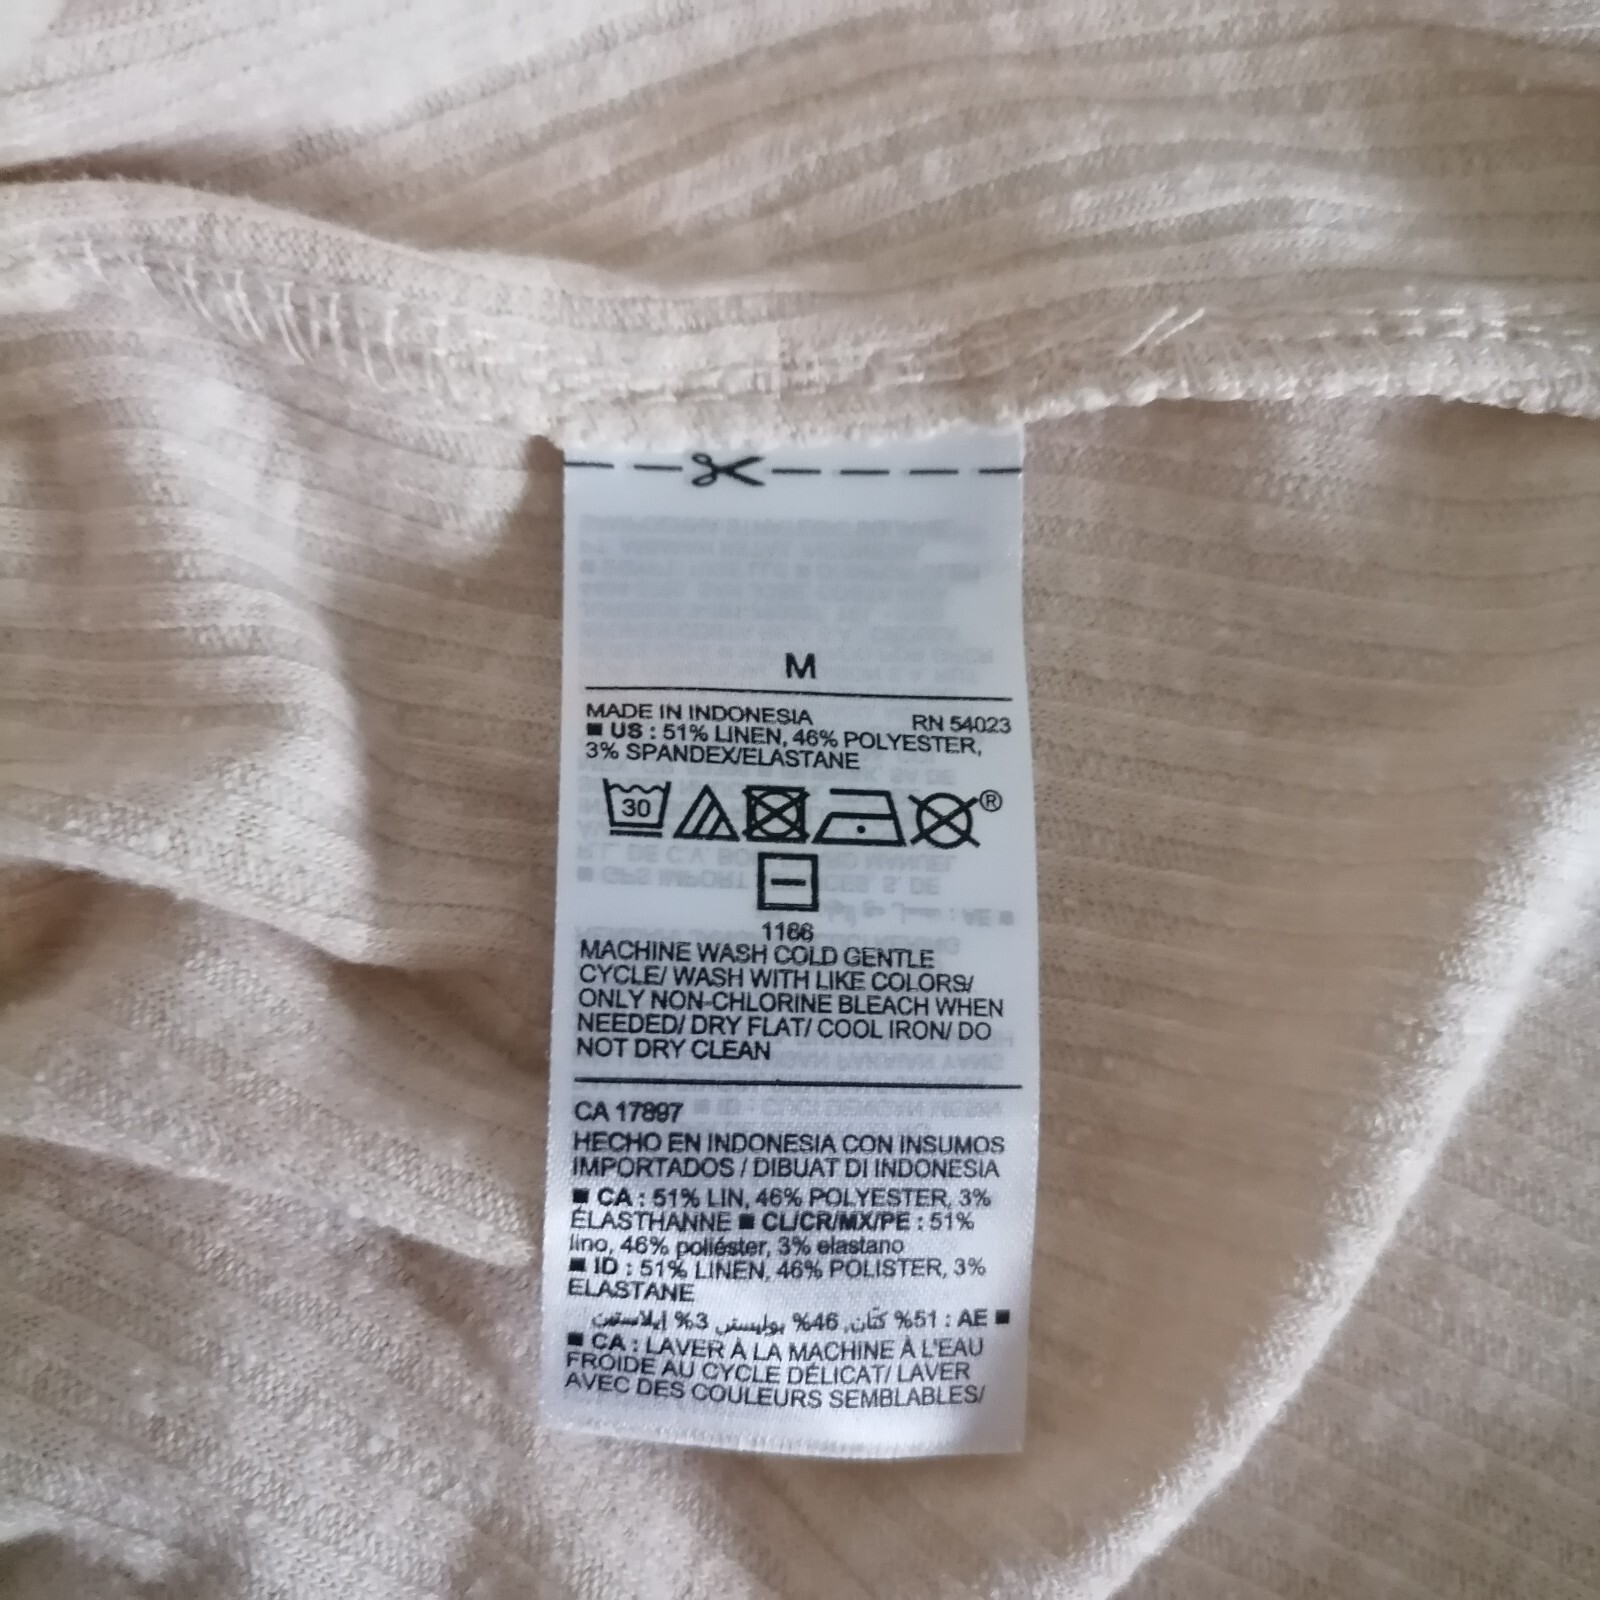 M
MADE IN INDONESIA RN 54023
■ US : 51% LINEN, 46% POLYESTER,
3% SPANDEX/ELASTANE
30
®
1166
MACHINE WASH COLD GENTLE
CYCLE/ WASH WITH LIKE COLORS/
ONLY NON-CHLORINE BLEACH WHEN
NEEDED/ DRY FLAT/ COOL IRON/ DO
NOT DRY CLEAN
CA 17897
HECHO EN INDONESIA CON INSUMOS
IMPORTADOS / DIBUAT DI INDONESIA
■ CA : 51% LIN, 46% POLYESTER, 3%
ÉLASTHANNE ■ CL/CR/MX/PE : 51%
lino, 46% poliéster, 3% elastano
■ ID : 51% LINEN, 46% POLISTER, 3%
ELASTANE
■ AE : 51% كتّان, 46% بوليستر, 3% إيلاستين
■ CA : LAVER À LA MACHINE À L'EAU
FROIDE AU CYCLE DÉLICAT/ LAVER
AVEC DES COULEURS SEMBLABLES/